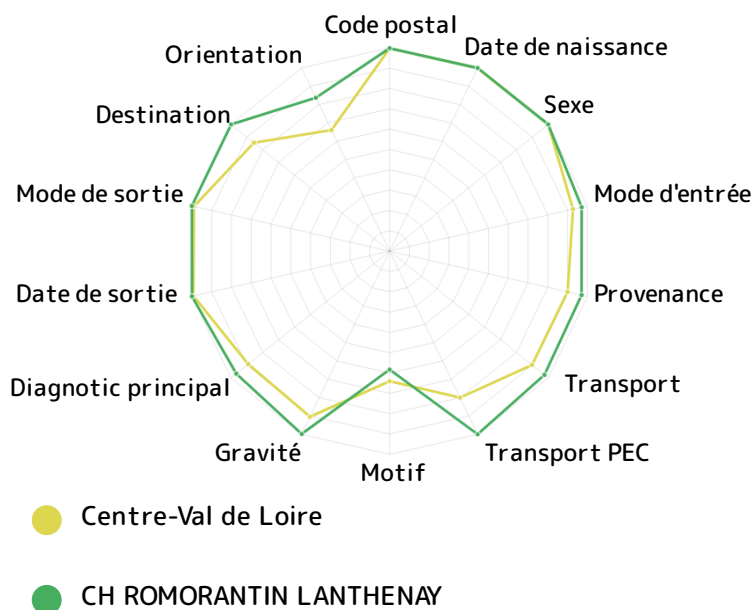 Code postal
Date de naissance
Sexe
Mode d'entrée
Provenance
Transport
Transport PEC
Motif
Gravité
Diagnotic principal
Date de sortie
Mode de sortie
Destination
Orientation
Centre-Val de Loire
CH ROMORANTIN LANTHENAY